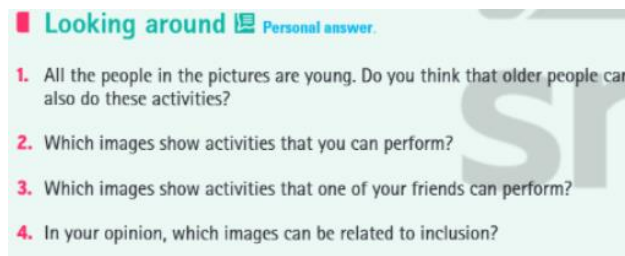 Looking around Personal answer.
1. All the people in the pictures are young. Do you think that older people can
also do these activities?
2. Which images show activities that you can perform?
3. Which images show activities that one of your friends can perform?
4. In your opinion, which images can be related to inclusion?